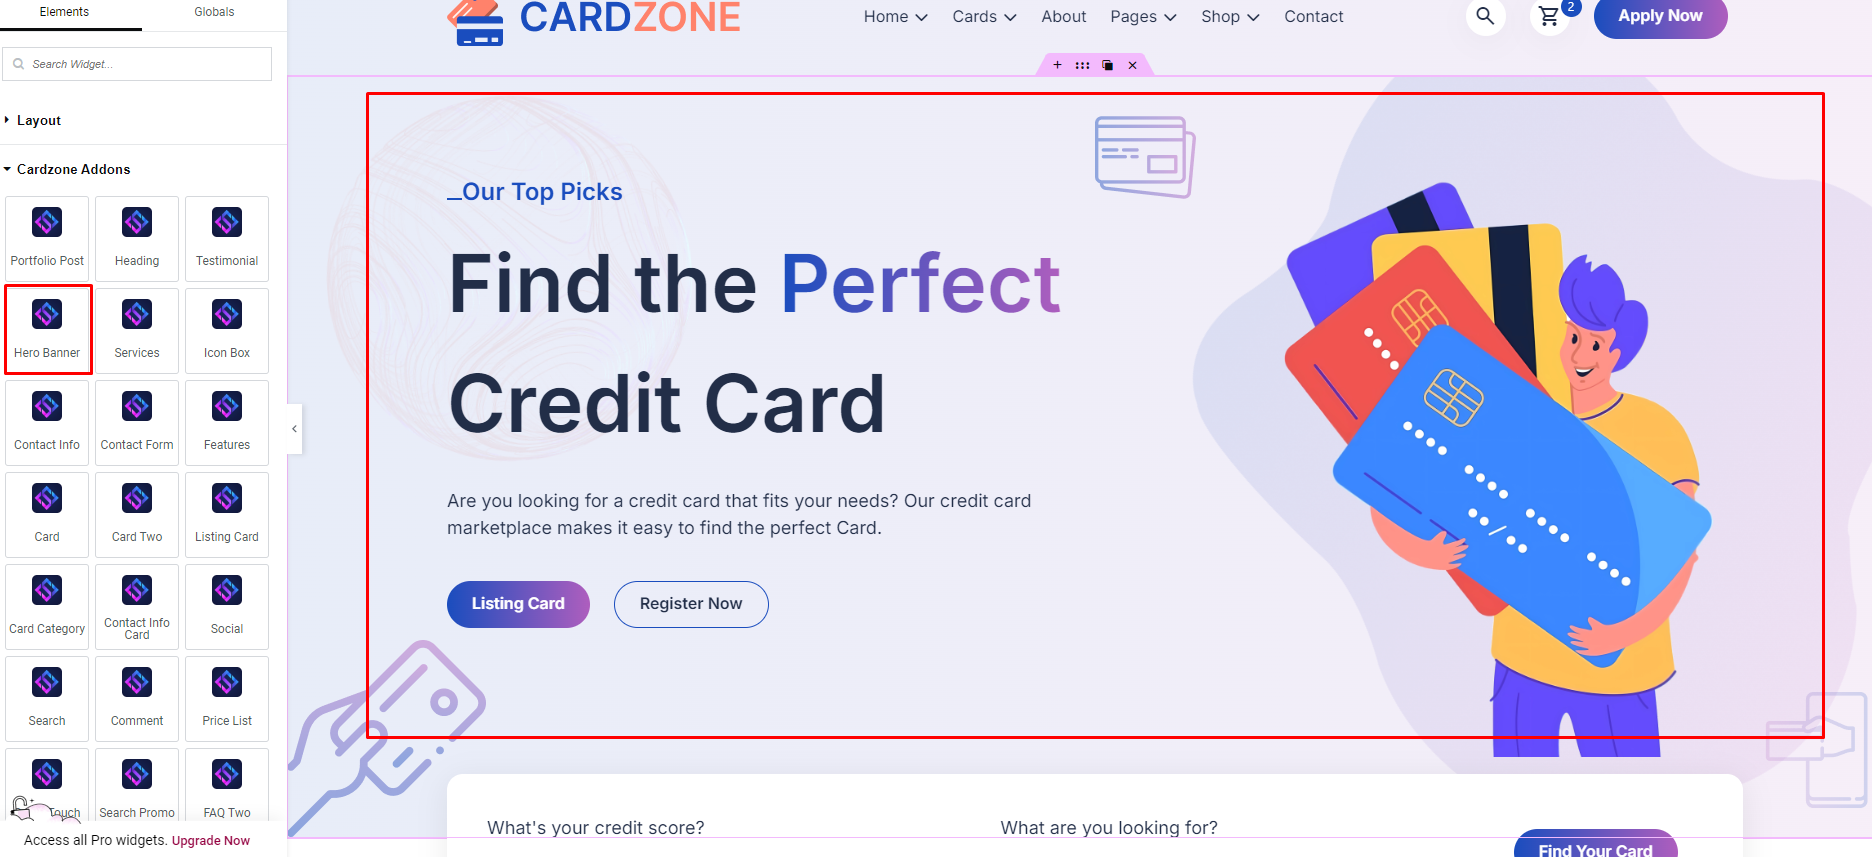 Elements
Globals
Search Widget...
Layout
Cardzone Addons
Portfolio Post
Heading
Testimonial
Hero Banner
Services
Icon Box
Contact Info
Contact Form
Features
Card
Card Two
Listing Card
Card Category
Contact Info
Card
Social
Search
Comment
Price List
Touch
Search Promo
FAQ Two
Access all Pro widgets. Upgrade Now
CARDZONE
Home
Cards
About
Pages
Shop
Contact
2
Apply Now
_Our Top Picks
Find the Perfect
Credit Card
Are you looking for a credit card that fits your needs? Our credit card
marketplace makes it easy to find the perfect Card.
Listing Card
Register Now
What's your credit score?
What are you looking for?
Find Your Card